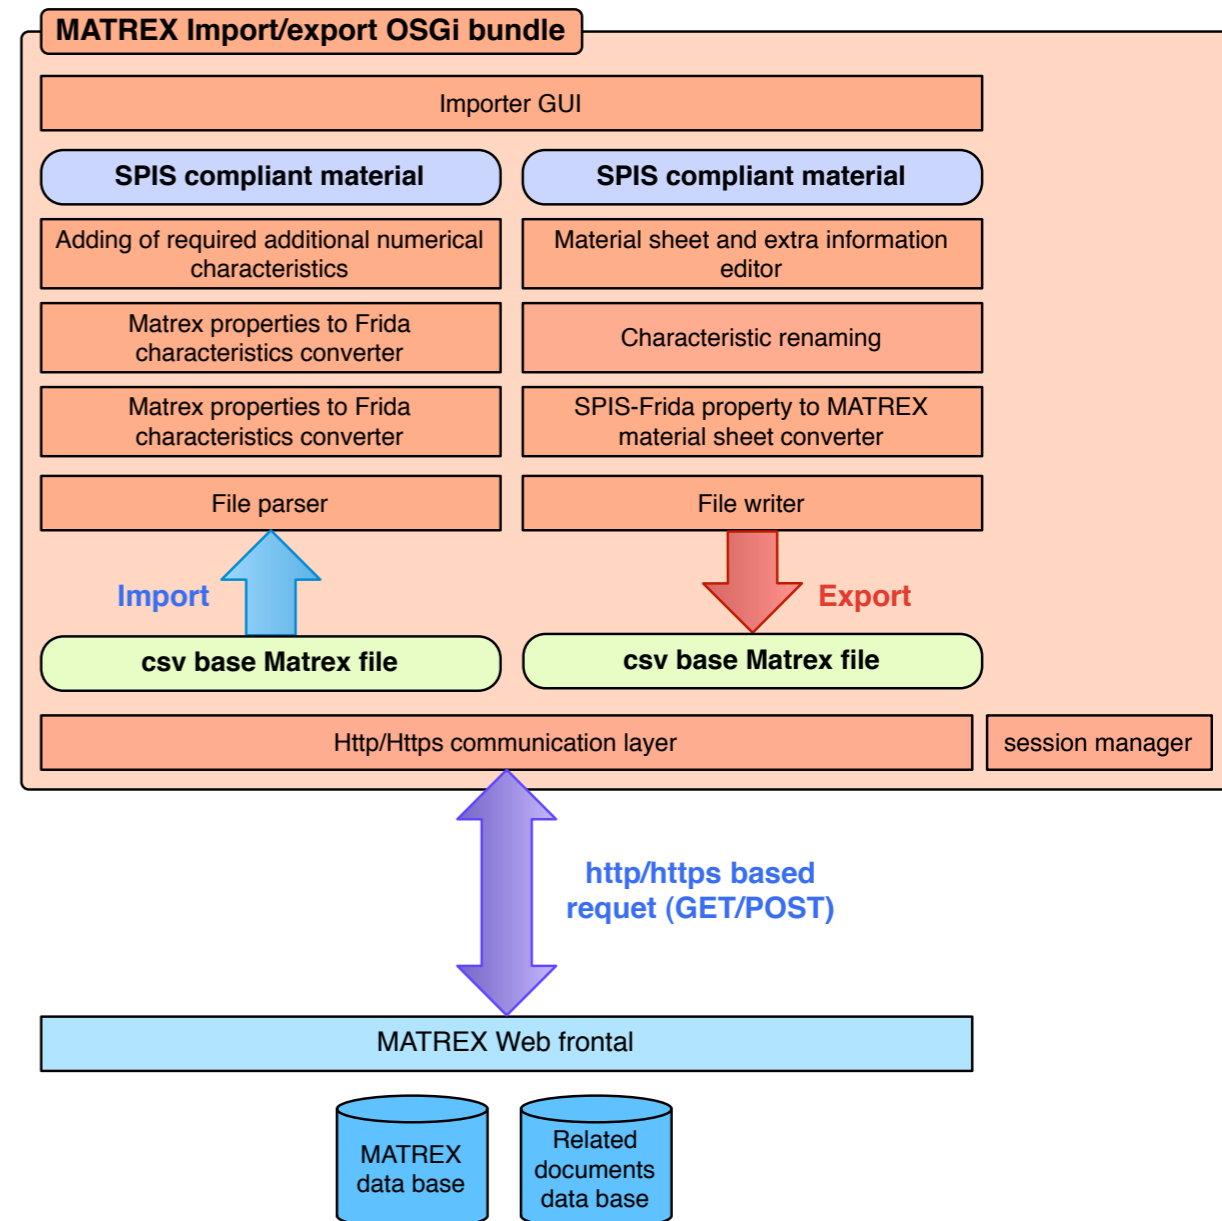 MATREX Import/export OSGi bundle
Importer GUI
SPIS compliant material
SPIS compliant material
Adding of required additional numerical
characteristics
Material sheet and extra information
editor
Matrex properties to Frida
characteristics converter
Characteristic renaming
Matrex properties to Frida
characteristics converter
SPIS-Frida property to MATREX
material sheet converter
File parser
File writer
Import
Export
csv base Matrex file
csv base Matrex file
Http/Https communication layer
session manager
http/https based
requet (GET/POST)
MATREX Web frontal
MATREX
data base
Related
documents
data base